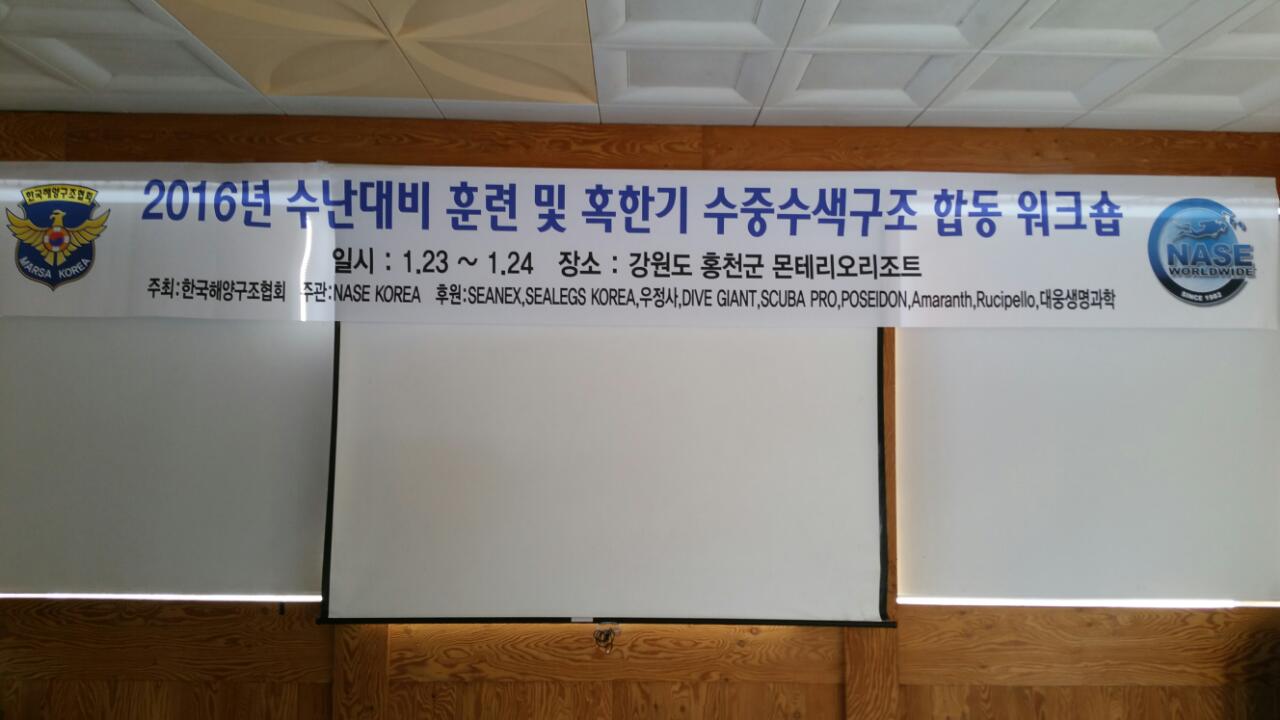 한국해양구조협회
MARSA KOREA
2016년 수난대비 훈련 및 혹한기 수중수색구조 합동 워크숍
일시 : 1.23 ~ 1.24 장소 : 강원도 홍천군 몬테리오리조트
주최:한국해양구조협회 주관:NASE KOREA 후원:SEANEX,SEALEGS KOREA,우정사,DIVE GIANT,SCUBA PRO,POSEIDON,Amaranth,Rucipello,대웅생명과학
NASE
WORLDWIDE
SINCE 1982